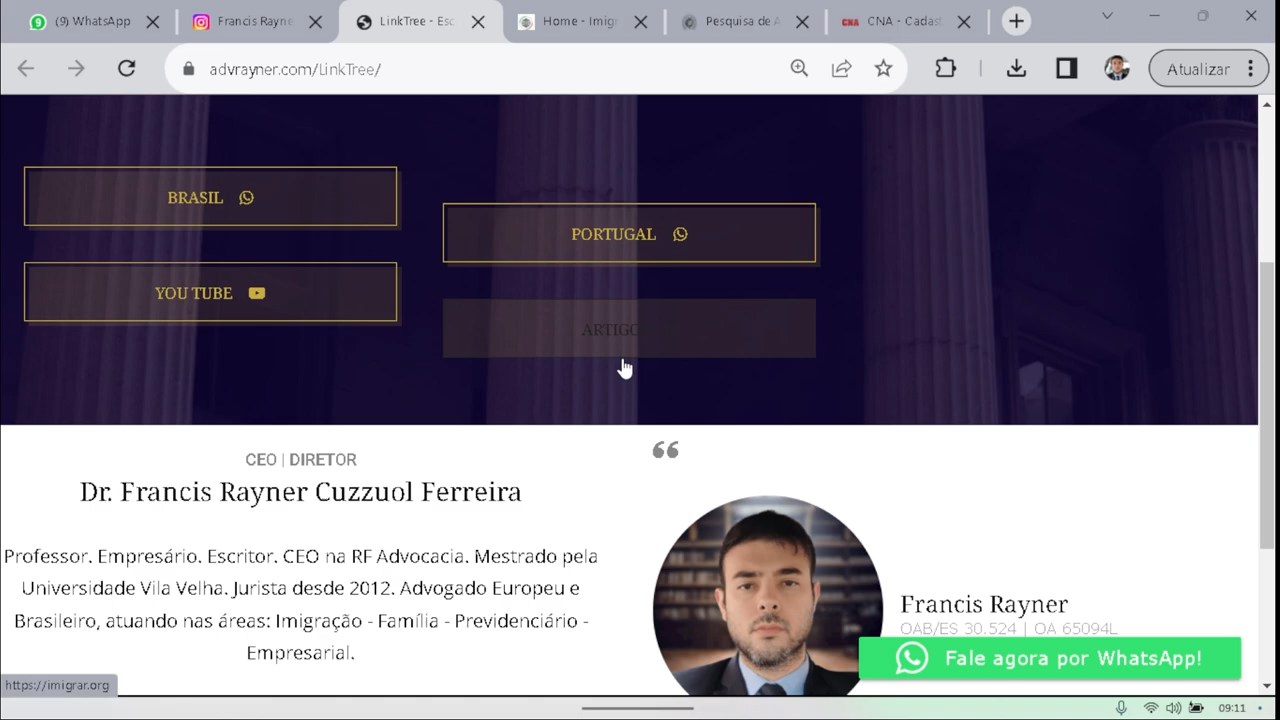 (9) WhatsApp
Francis Rayne
LinkTree - Esc
Home - Imig
Pesquisa de A
CNA - Cadast
advrayner.com/LinkTree/
Atualizar
BRASIL
PORTUGAL
YOU TUBE
CEO | DIRETOR
Dr. Francis Rayner Cuzzuol Ferreira
Professor. Empresário. Escritor. CEO na RF Advocacia. Mestrado pela
Universidade Vila Velha. Jurista desde 2012. Advogado Europeu e
Brasileiro, atuando nas áreas: Imigração - Família - Previdenciário -
Empresarial.
“
Francis Rayner
OAB/ES 30.524 | OA 65094L
Fale agora por WhatsApp!
https://imigrar.org
09:11